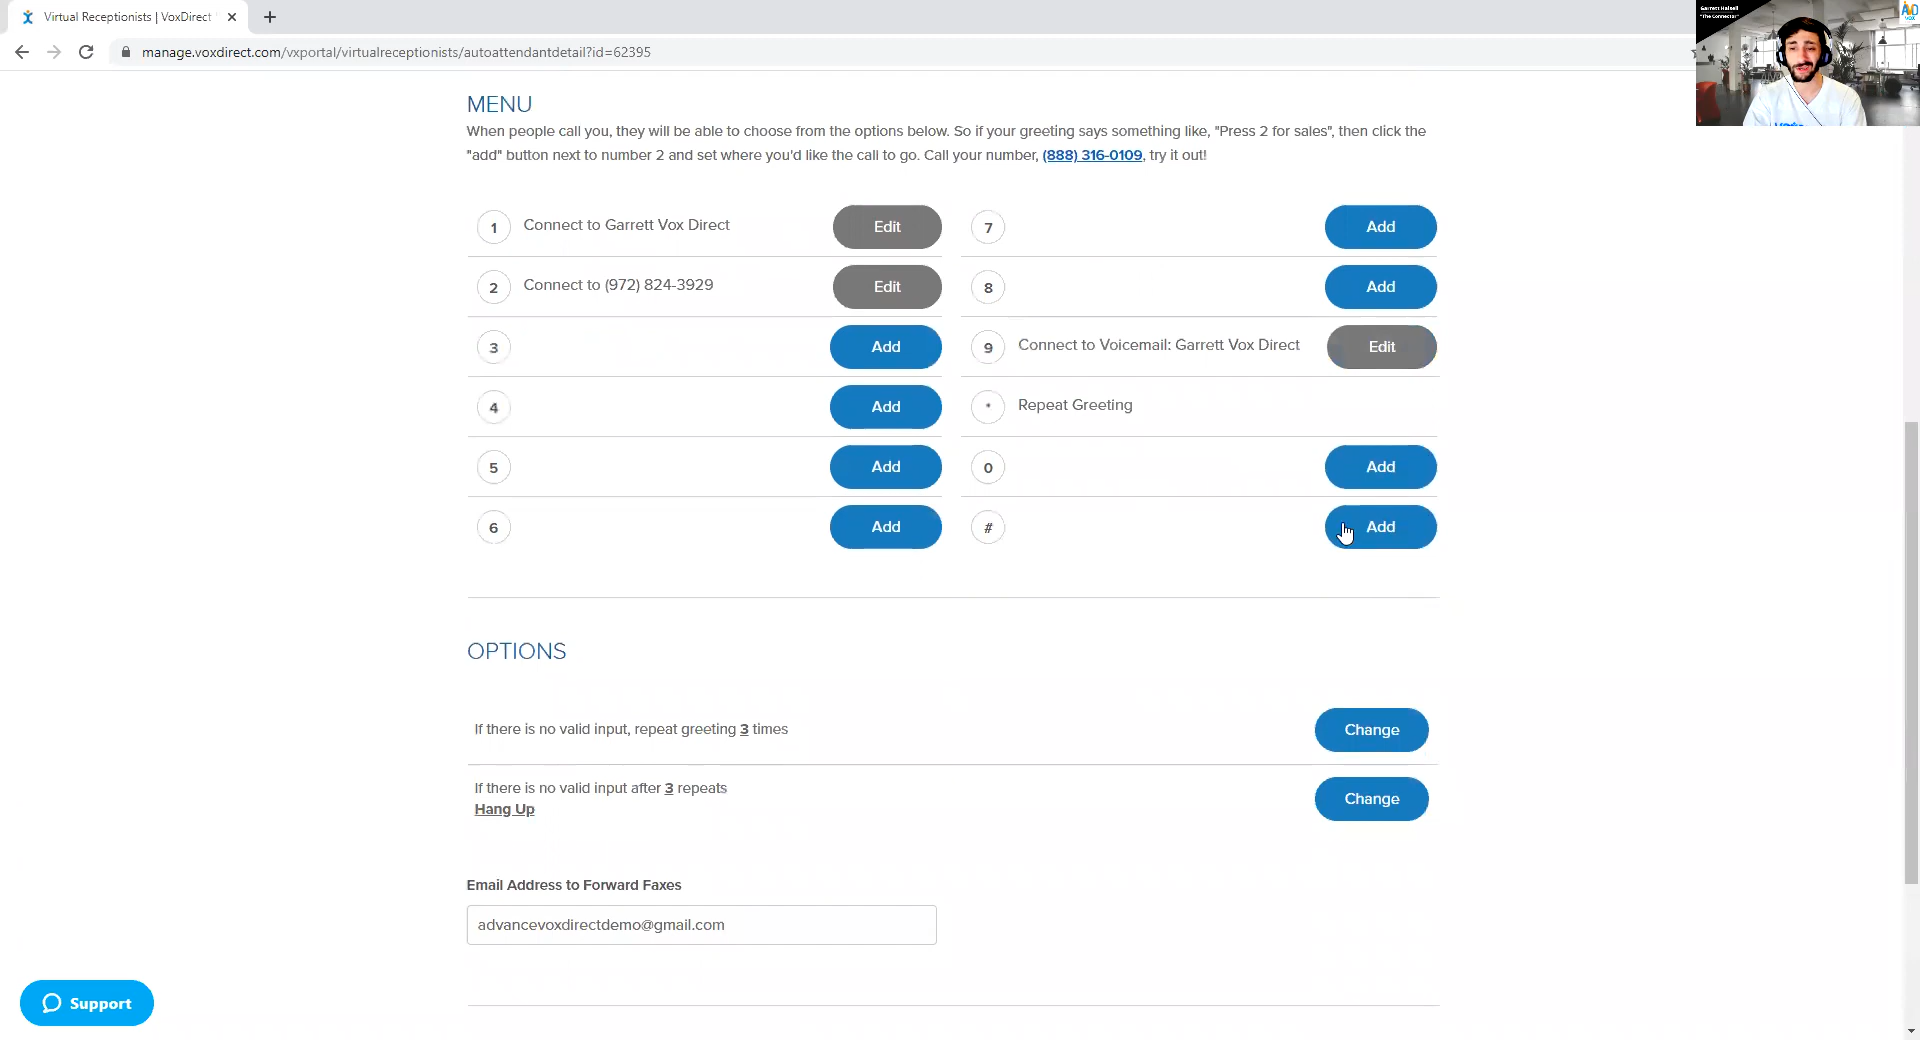 Virtual Receptionists | VoxDirect
manage.voxdirect.com/vxportal/virtualreceptionists/autoattendantdetail?id=62395
Garrett Halsell
"The Connector"
MENU
When people call you, they will be able to choose from the options below. So if your greeting says something like, "Press 2 for sales", then click the
"add" button next to number 2 and set where you'd like the call to go. Call your number, (888) 316-0109, try it out!
1 Connect to Garrett Vox Direct Edit
2 Connect to (972) 824-3929 Edit
3 Add
4 Add
5 Add
6 Add
7 Add
8 Add
9 Connect to Voicemail: Garrett Vox Direct Edit
* Repeat Greeting
0 Add
# Add
OPTIONS
If there is no valid input, repeat greeting 3 times Change
If there is no valid input after 3 repeats Change
Hang Up
Email Address to Forward Faxes
advancevoxdirectdemo@gmail.com
Support